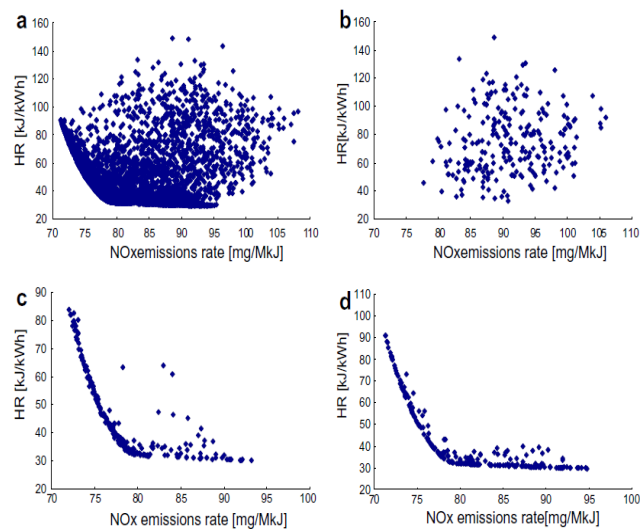 a
160
140
120
100
80
60
40
20
HR [kJ/kWh]
65 70 75 80 85 90 95 100 105 110
NOxemissions rate [mg/MkJ]
b
160
140
120
100
80
60
40
20
HR[kJ/kWh]
70 75 80 85 90 95 100 105 110
NOxemissions rate [mg/MkJ]
c
90
80
70
60
50
40
30
20
HR [kJ/kWh]
65 70 75 80 85 90 95 100
NOx emissions rate [mg/MkJ]
d
110
100
90
80
70
60
50
40
30
20
HR [kJ/kWh]
70 75 80 85 90 95 100
NOx emissions rate[mg/MkJ]